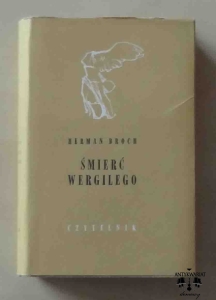 HERMAN BROCH
ŚMIERĆ
WERGILEGO
CZYTELNIK
ANTYKWARIAT